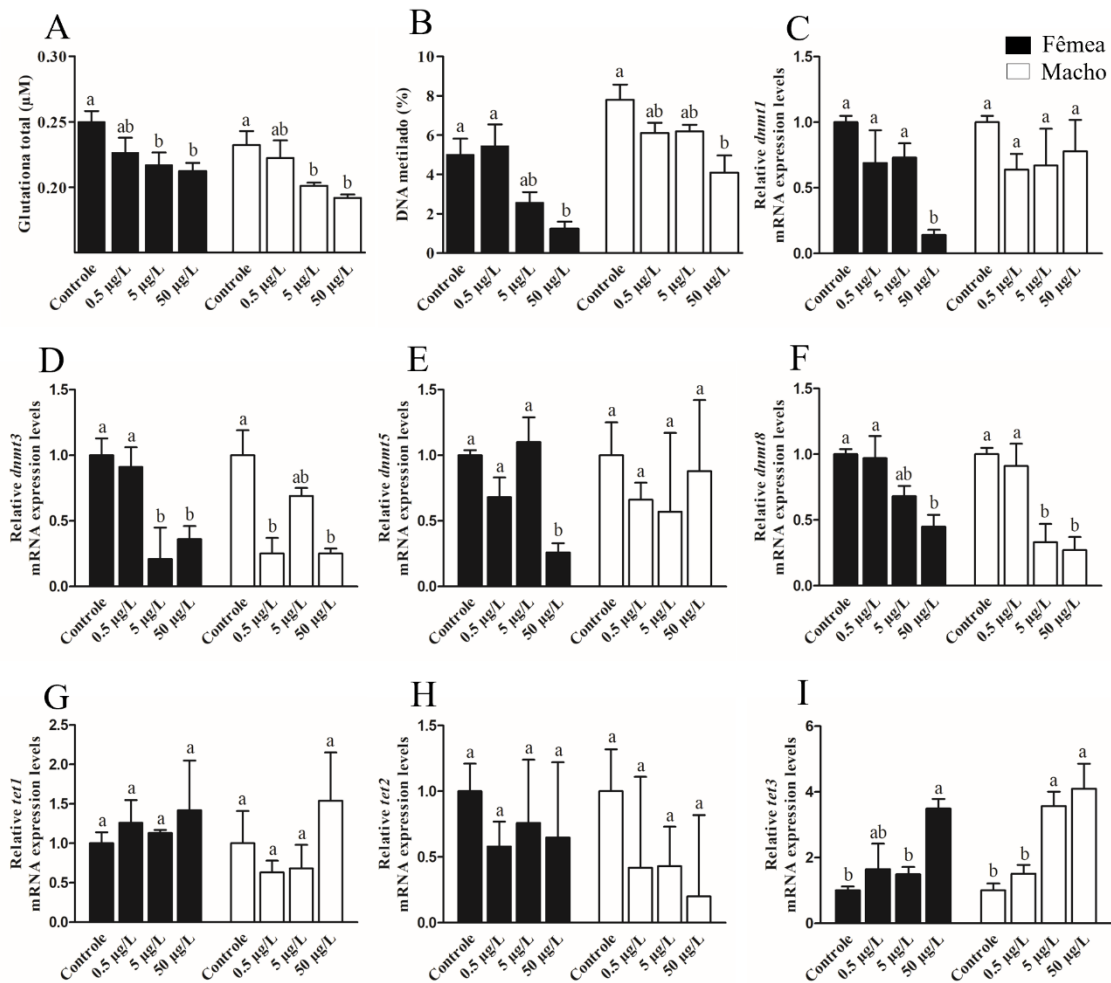 A
Glutationa total (µM)
0.30
0.25
0.20
a
ab
b
b
a
ab
b
b
Controle
0.5 µg/L
5 µg/L
50 µg/L
Controle
0.5 µg/L
5 µg/L
50 µg/L
B
DNA metilado (%)
10
8
6
4
2
0
a
a
ab
b
a
ab
ab
b
Controle
0.5 µg/L
5 µg/L
50 µg/L
Controle
0.5 µg/L
5 µg/L
50 µg/L
C
Fêmea
Macho
Relative dnmt1
mRNA expression levels
1.5
1.0
0.5
0.0
a
a
a
b
a
a
a
a
Controle
0.5 µg/L
5 µg/L
50 µg/L
Controle
0.5 µg/L
5 µg/L
50 µg/L
D
Relative dnmt3
mRNA expression levels
1.5
1.0
0.5
0.0
a
a
b
b
a
b
ab
b
Controle
0.5 µg/L
5 µg/L
50 µg/L
Controle
0.5 µg/L
5 µg/L
50 µg/L
E
Relative dnmt5
mRNA expression levels
1.5
1.0
0.5
0.0
a
a
a
b
a
a
a
a
Controle
0.5 µg/L
5 µg/L
50 µg/L
Controle
0.5 µg/L
5 µg/L
50 µg/L
F
Relative dnmt8
mRNA expression levels
1.5
1.0
0.5
0.0
a
a
ab
b
a
a
b
b
Controle
0.5 µg/L
5 µg/L
50 µg/L
Controle
0.5 µg/L
5 µg/L
50 µg/L
G
Relative tet1
mRNA expression levels
2.5
2.0
1.5
1.0
0.5
0.0
a
a
a
a
a
a
a
a
Controle
0.5 µg/L
5 µg/L
50 µg/L
Controle
0.5 µg/L
5 µg/L
50 µg/L
H
Relative tet2
mRNA expression levels
1.5
1.0
0.5
0.0
a
a
a
a
a
a
a
a
Controle
0.5 µg/L
5 µg/L
50 µg/L
Controle
0.5 µg/L
5 µg/L
50 µg/L
I
Relative tet3
mRNA expression levels
6
4
2
0
b
ab
b
a
b
b
a
a
Controle
0.5 µg/L
5 µg/L
50 µg/L
Controle
0.5 µg/L
5 µg/L
50 µg/L